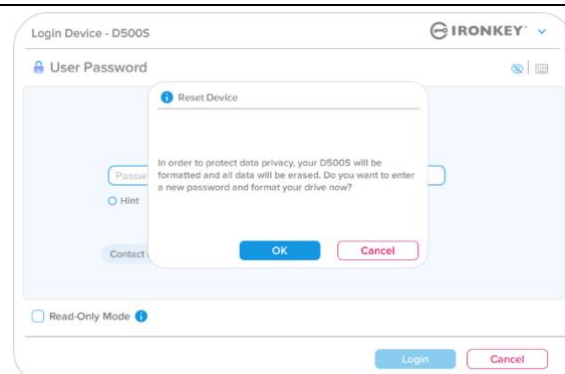 Login Device - D500S
IRONKEY
User Password
Reset Device
In order to protect data privacy, your D500S will be
formatted and all data will be erased. Do you want to enter
a new password and format your drive now?
Passw
Hint
Contact
OK Cancel
Read-Only Mode
Login Cancel